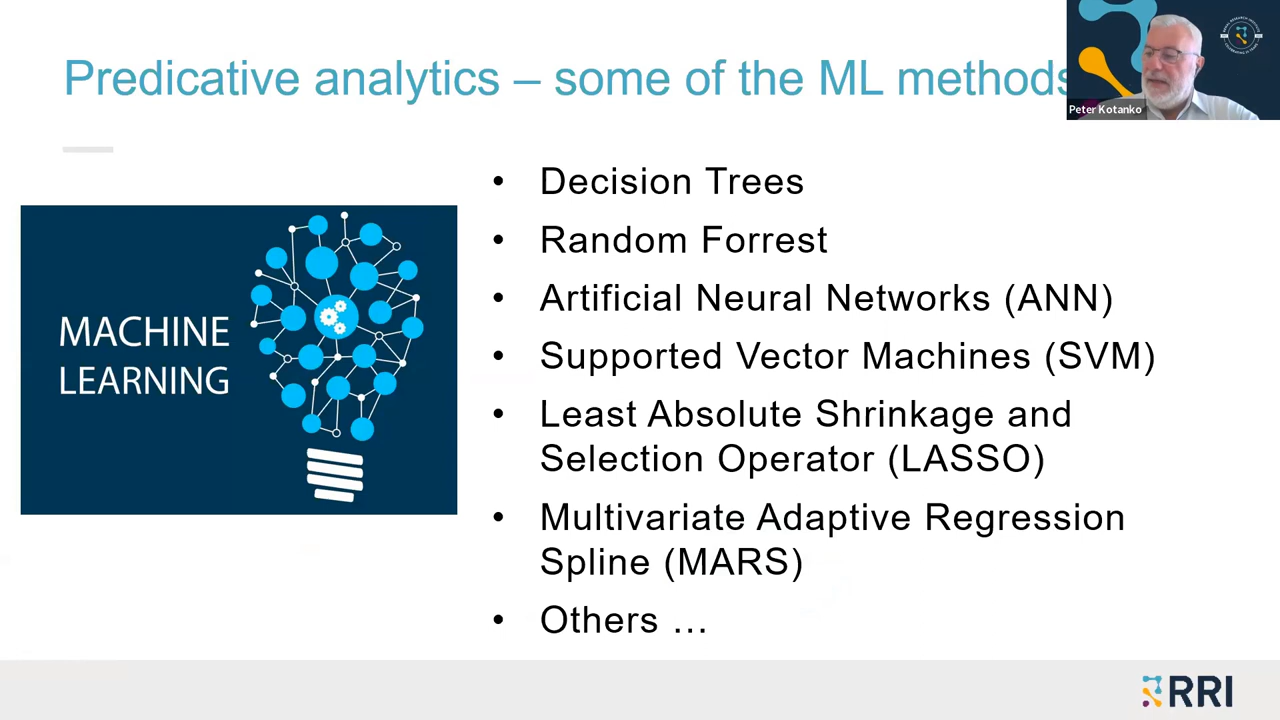 Predicative analytics – some of the ML methods
Peter Kotanko
MACHINE
LEARNING
• Decision Trees
• Random Forrest
• Artificial Neural Networks (ANN)
• Supported Vector Machines (SVM)
• Least Absolute Shrinkage and
Selection Operator (LASSO)
• Multivariate Adaptive Regression
Spline (MARS)
• Others …
RRI